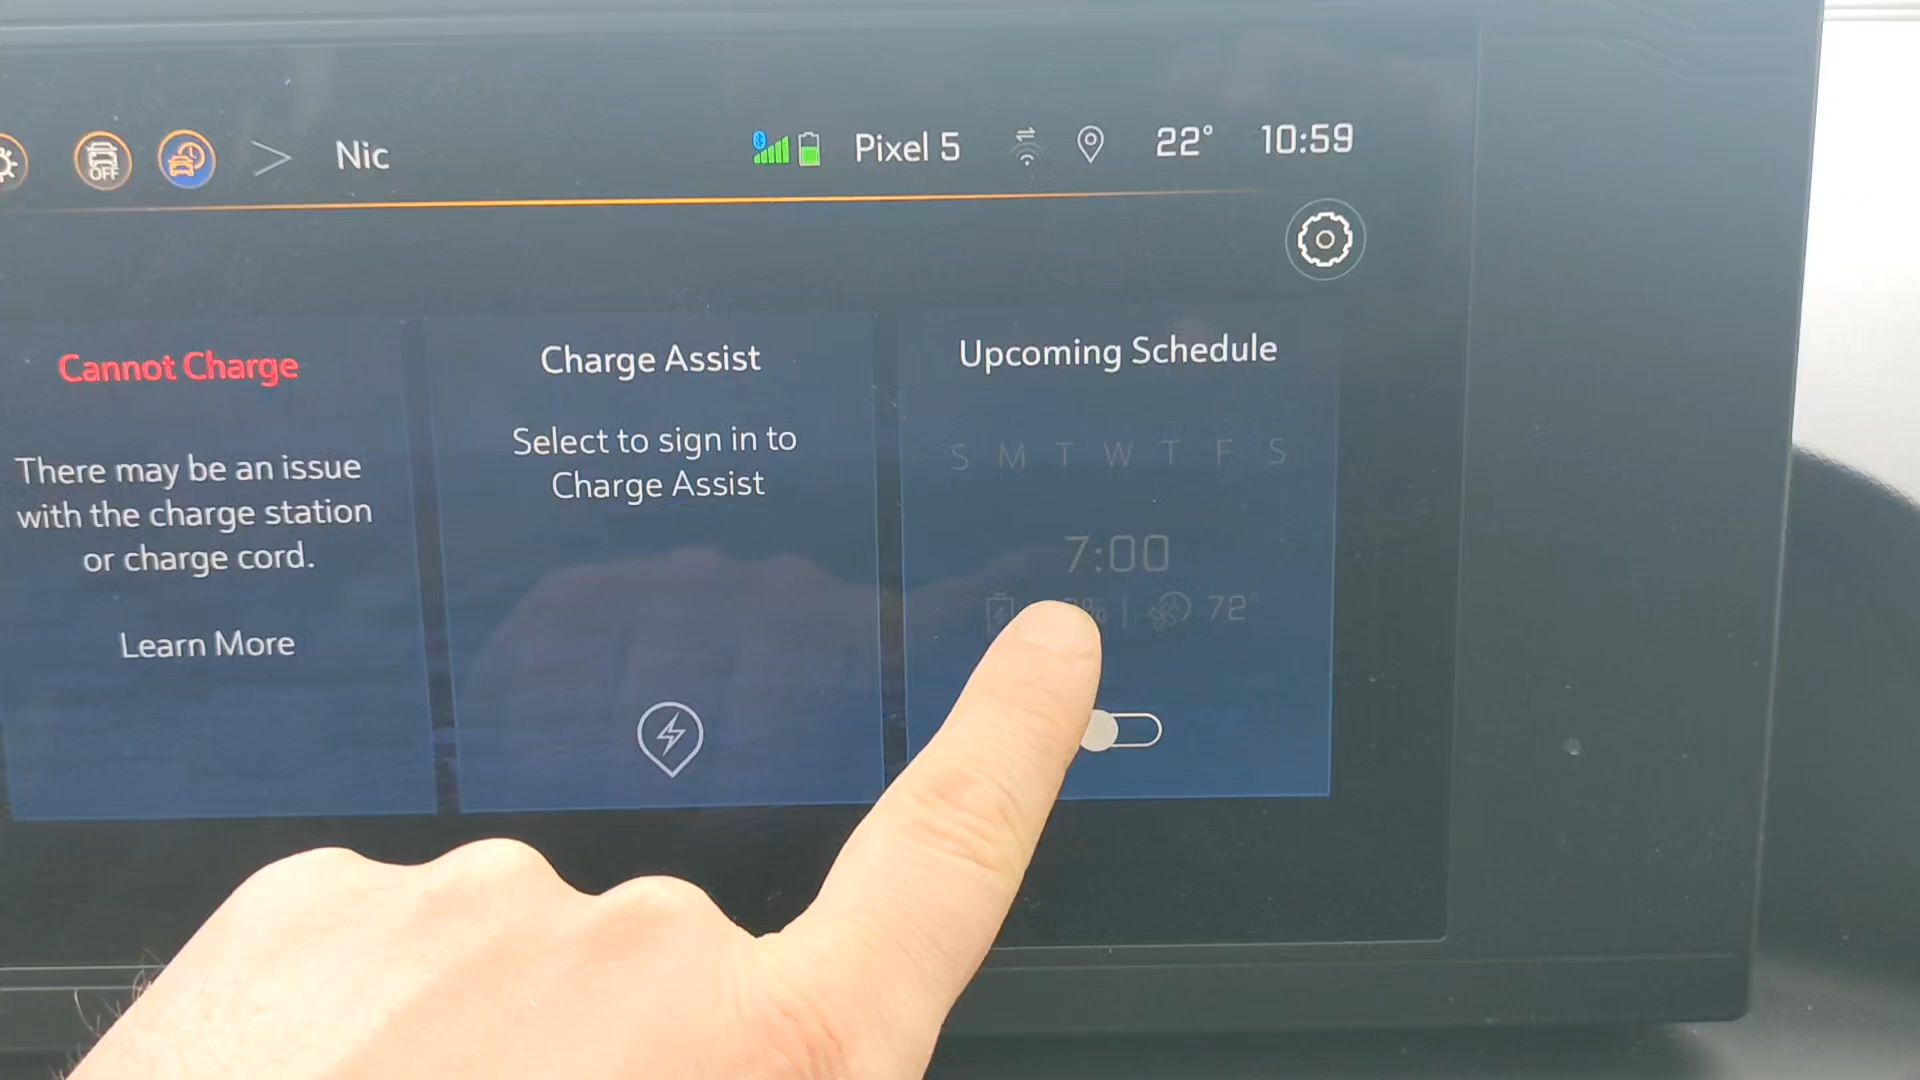 OFF
Nic
Pixel 5
22°
10:59
Cannot Charge
There may be an issue
with the charge station
or charge cord.
Learn More
Charge Assist
Select to sign in to
Charge Assist
Upcoming Schedule
S M T W T F S
7:00
% | 72°